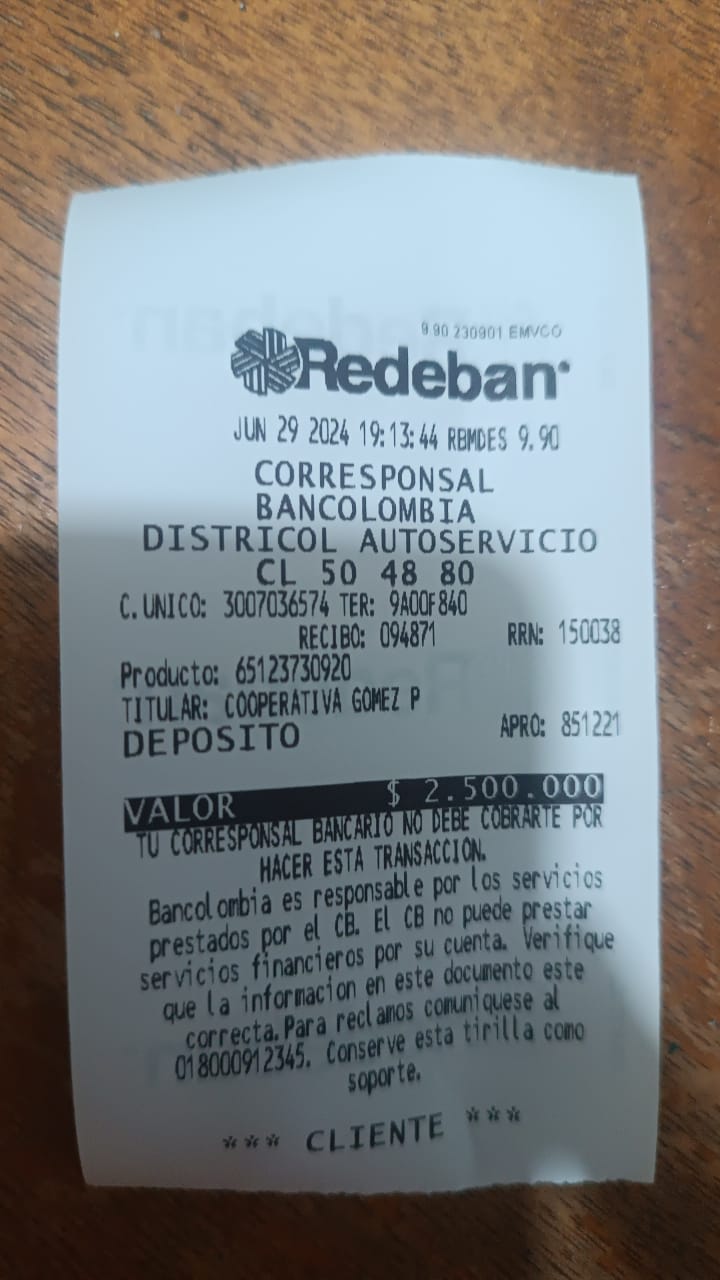 9.90 230901 EMVCO
Redeban
JUN 29 2024 19:13:44 RBMDES 9.90
CORRESPONSAL
BANCOLOMBIA
DISTRICOL AUTOSERVICIO
CL 50 48 80
C.UNICO: 3007036574 TER: 9A00F840
RECIBO: 094871 RRN: 150038
Producto: 65123730920
TITULAR: COOPERATIVA GOMEZ P
DEPOSITO APRO: 851221
VALOR $ 2.500.000
TU CORRESPONSAL BANCARIO NO DEBE COBRARTE POR
HACER ESTA TRANSACCION.
Bancolombia es responsable por los servicios
prestados por el CB. El CB no puede prestar
servicios financieros por su cuenta. Verifique
que la informacion en este documento este
correcta. Para reclamos comuniquese al
018000912345. Conserve esta tirilla como
soporte.
*** CLIENTE ***